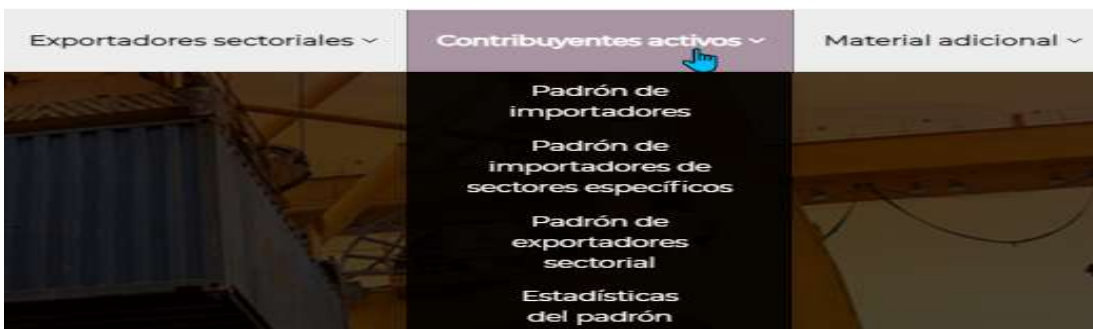 Exportadores sectoriales
Contribuyentes activos
Material adicional
Padrón de
importadores
Padrón de
importadores de
sectores específicos
Padrón de
exportadores
sectorial
Estadísticas
del padrón